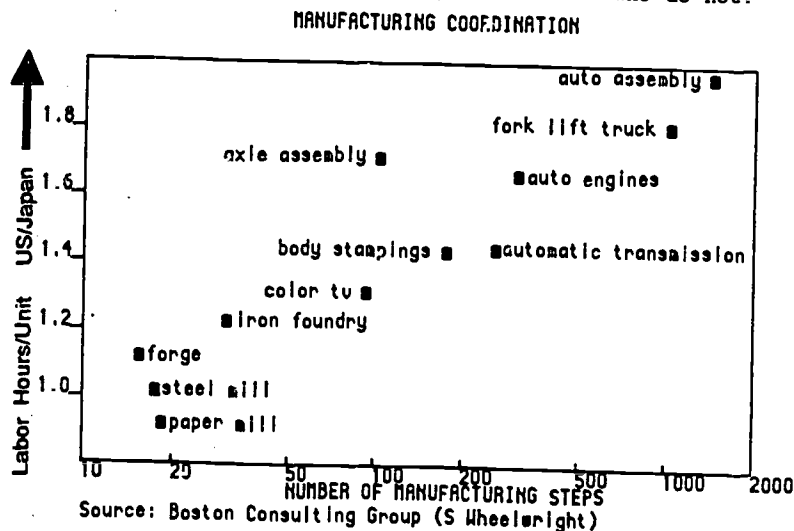 MANUFACTURING COORDINATION
Labor Hours/Unit US/Japan
1.8
1.6
1.4
1.2
1.0
auto assembly
fork lift truck
axle assembly
auto engines
body stampings
automatic transmission
color tv
iron foundry
forge
steel mill
paper mill
10 20 50 100 200 500 1000 2000
NUMBER OF MANUFACTURING STEPS
Source: Boston Consulting Group (S Wheelwright)